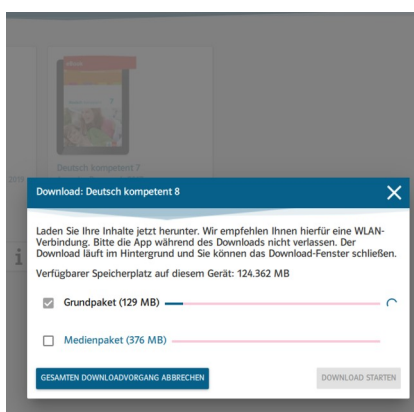 Deutsch kompetent 7
Download: Deutsch kompetent 8
Laden Sie Ihre Inhalte jetzt herunter. Wir empfehlen Ihnen hierfür eine WLAN-
Verbindung. Bitte die App während des Downloads nicht verlassen. Der
Download läuft im Hintergrund und Sie können das Download-Fenster schließen.
Verfügbarer Speicherplatz auf diesem Gerät: 124.362 MB
Grundpaket (129 MB)
Medienpaket (376 MB)
GESAMTEN DOWNLOADVORGANG ABBRECHEN
DOWNLOAD STARTEN